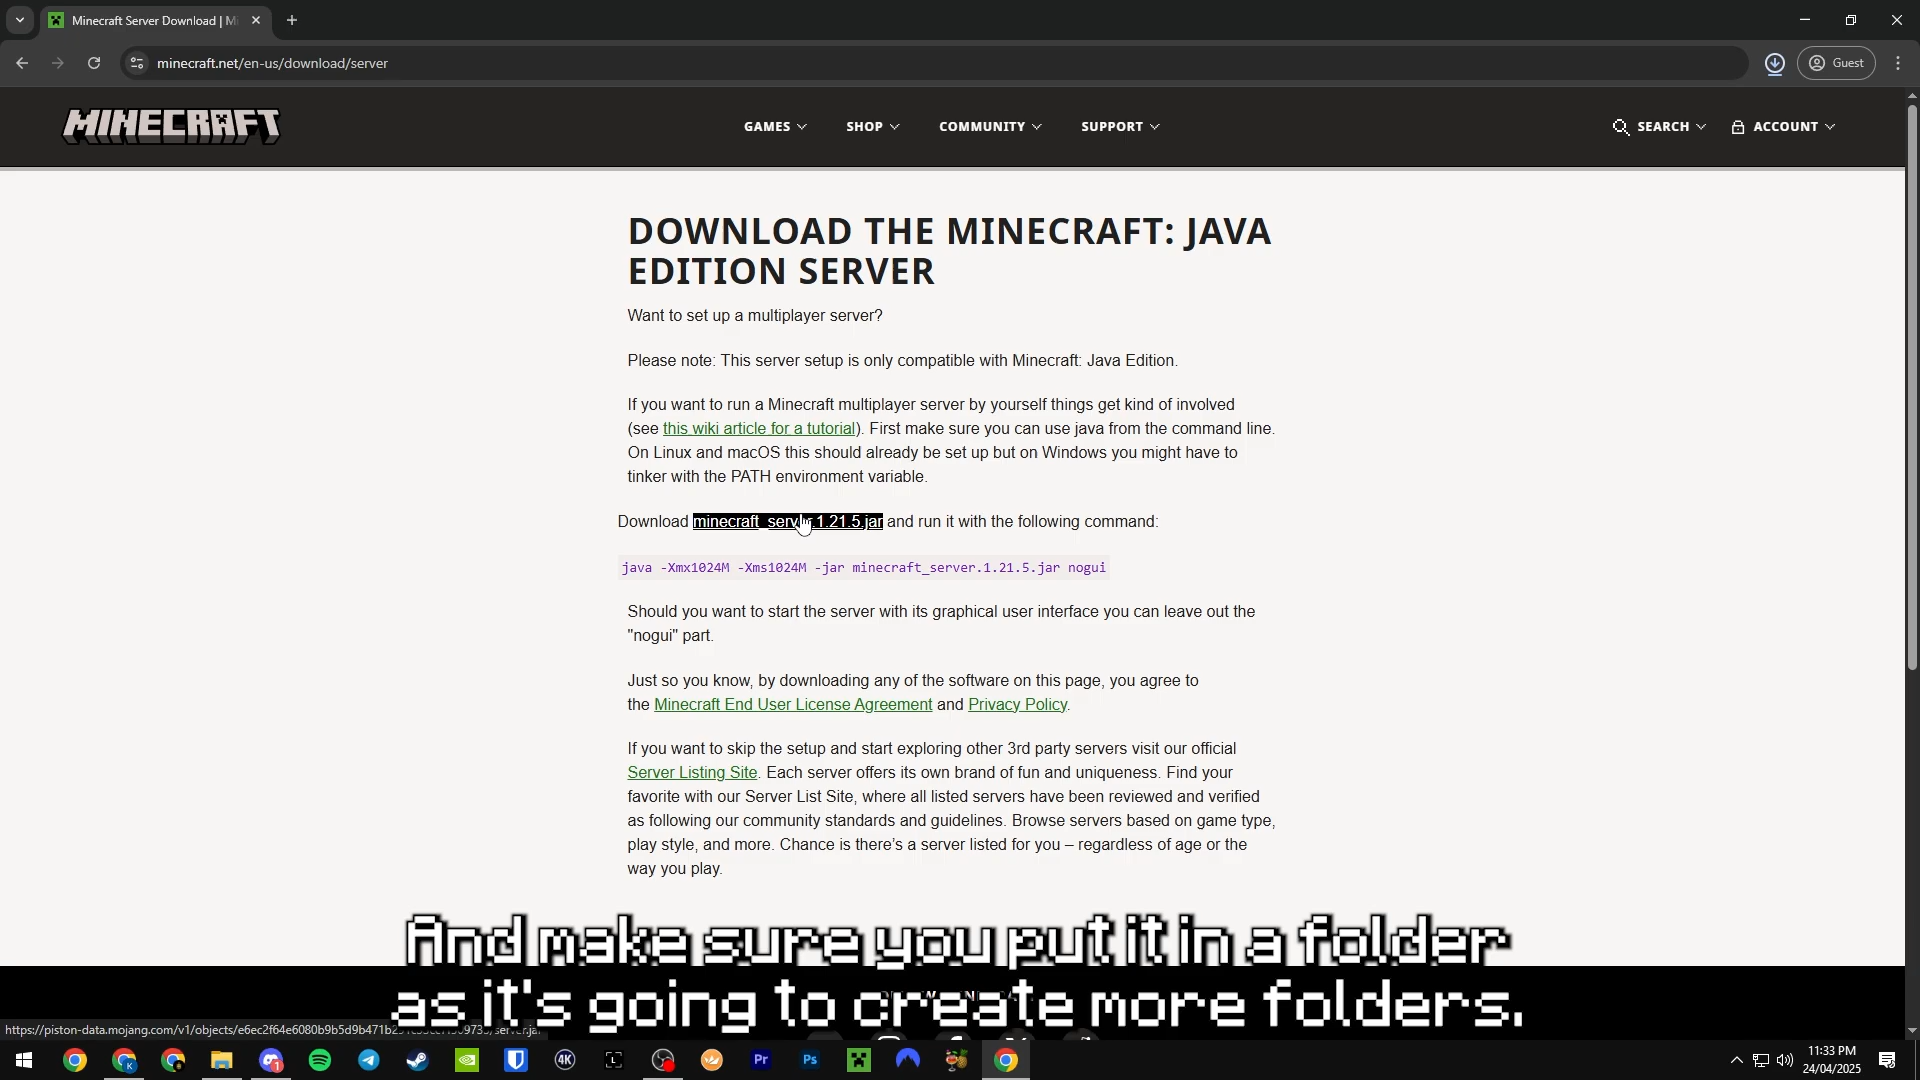 Minecraft Server Download | M
minecraft.net/en-us/download/server
Guest
MINECRAFT
GAMES
SHOP
COMMUNITY
SUPPORT
SEARCH
ACCOUNT
DOWNLOAD THE MINECRAFT: JAVA
EDITION SERVER
Want to set up a multiplayer server?
Please note: This server setup is only compatible with Minecraft: Java Edition.
If you want to run a Minecraft multiplayer server by yourself things get kind of involved
(see this wiki article for a tutorial). First make sure you can use java from the command line.
On Linux and macOS this should already be set up but on Windows you might have to
tinker with the PATH environment variable.
Download minecraft_server.1.21.5.jar and run it with the following command:
java -Xmx1024M -Xms1024M -jar minecraft_server.1.21.5.jar nogui
Should you want to start the server with its graphical user interface you can leave out the
"nogui" part.
Just so you know, by downloading any of the software on this page, you agree to
the Minecraft End User License Agreement and Privacy Policy.
If you want to skip the setup and start exploring other 3rd party servers visit our official
Server Listing Site. Each server offers its own brand of fun and uniqueness. Find your
favorite with our Server List Site, where all listed servers have been reviewed and verified
as following our community standards and guidelines. Browse servers based on game type,
play style, and more. Chance is there's a server listed for you – regardless of age or the
way you play.
And make sure you put it in a folder
as it's going to create more folders.
K
1
4K
L
Pr
Ps
11:33 PM
24/04/2025